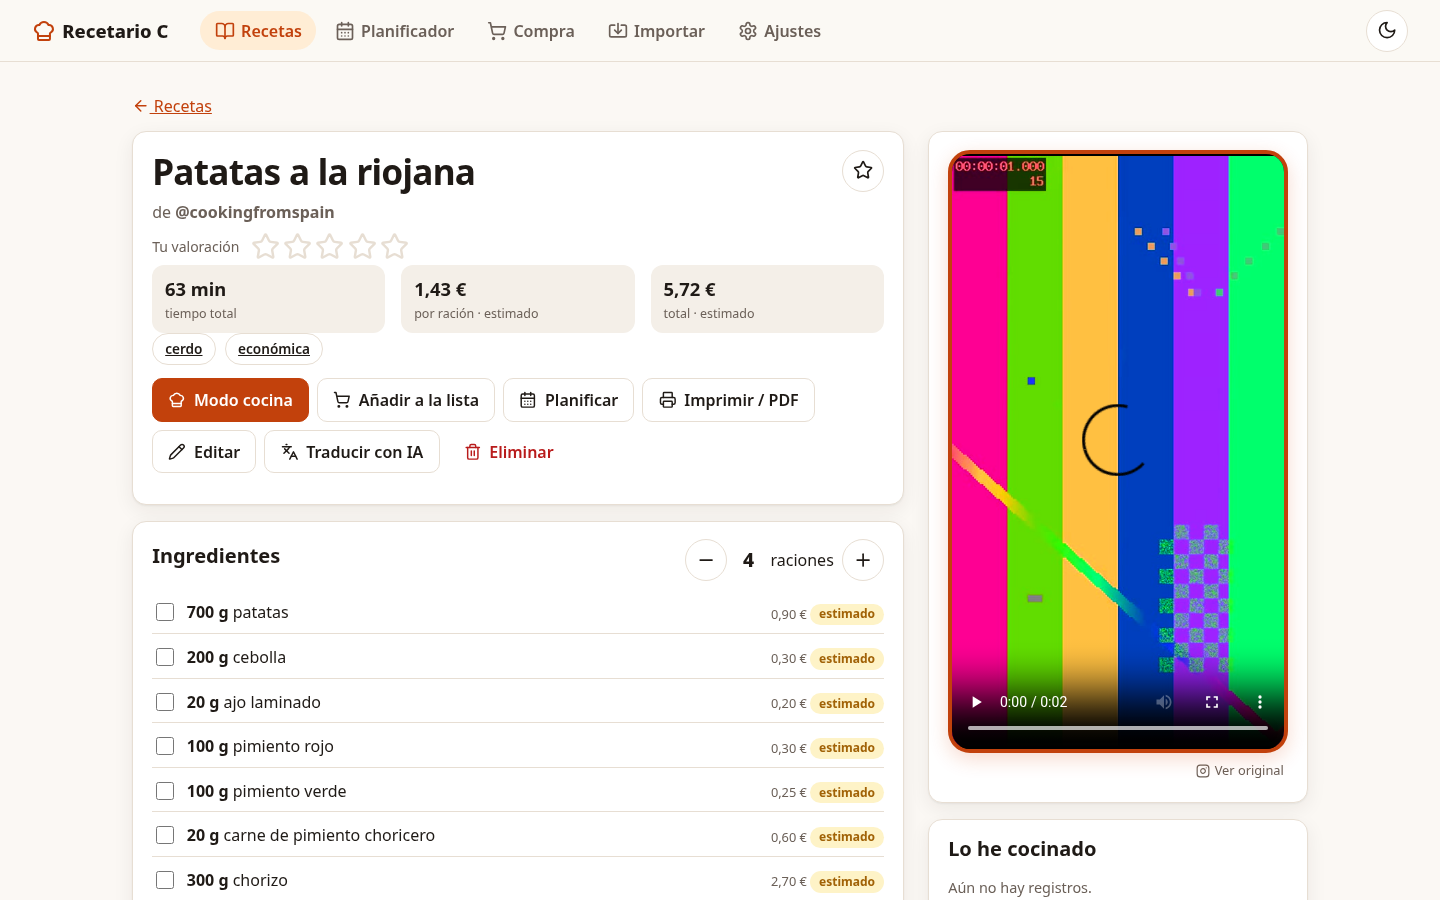 Recetario C
Recetas
Planificador
Compra
Importar
Ajustes
← Recetas
Patatas a la riojana
de @cookingfromspain
Tu valoración
63 min
tiempo total
1,43 €
por ración · estimado
5,72 €
total · estimado
cerdo
económica
Modo cocina
Añadir a la lista
Planificar
Imprimir / PDF
Editar
Traducir con IA
Eliminar
Ingredientes
4 raciones
700 g patatas
0,90 € estimado
200 g cebolla
0,30 € estimado
20 g ajo laminado
0,20 € estimado
100 g pimiento rojo
0,30 € estimado
100 g pimiento verde
0,25 € estimado
20 g carne de pimiento choricero
0,60 € estimado
300 g chorizo
2,70 € estimado
00:00:01.000
15
0:00 / 0:02
Ver original
Lo he cocinado
Aún no hay registros.